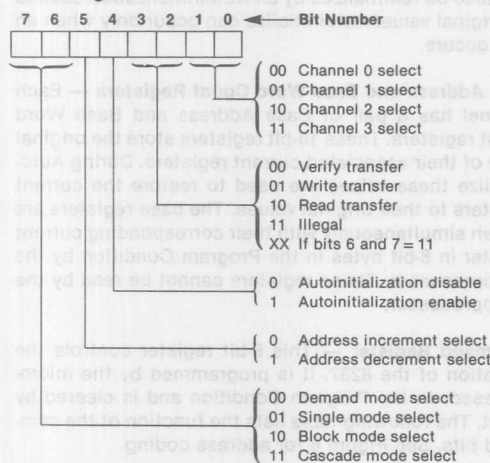 7 6 5 4 3 2 1 0 Bit Number
00 Channel 0 select
01 Channel 1 select
10 Channel 2 select
11 Channel 3 select
00 Verify transfer
01 Write transfer
10 Read transfer
11 Illegal
XX If bits 6 and 7 = 11
0 Autoinitialization disable
1 Autoinitialization enable
0 Address increment select
1 Address decrement select
00 Demand mode select
01 Single mode select
10 Block mode select
11 Cascade mode select